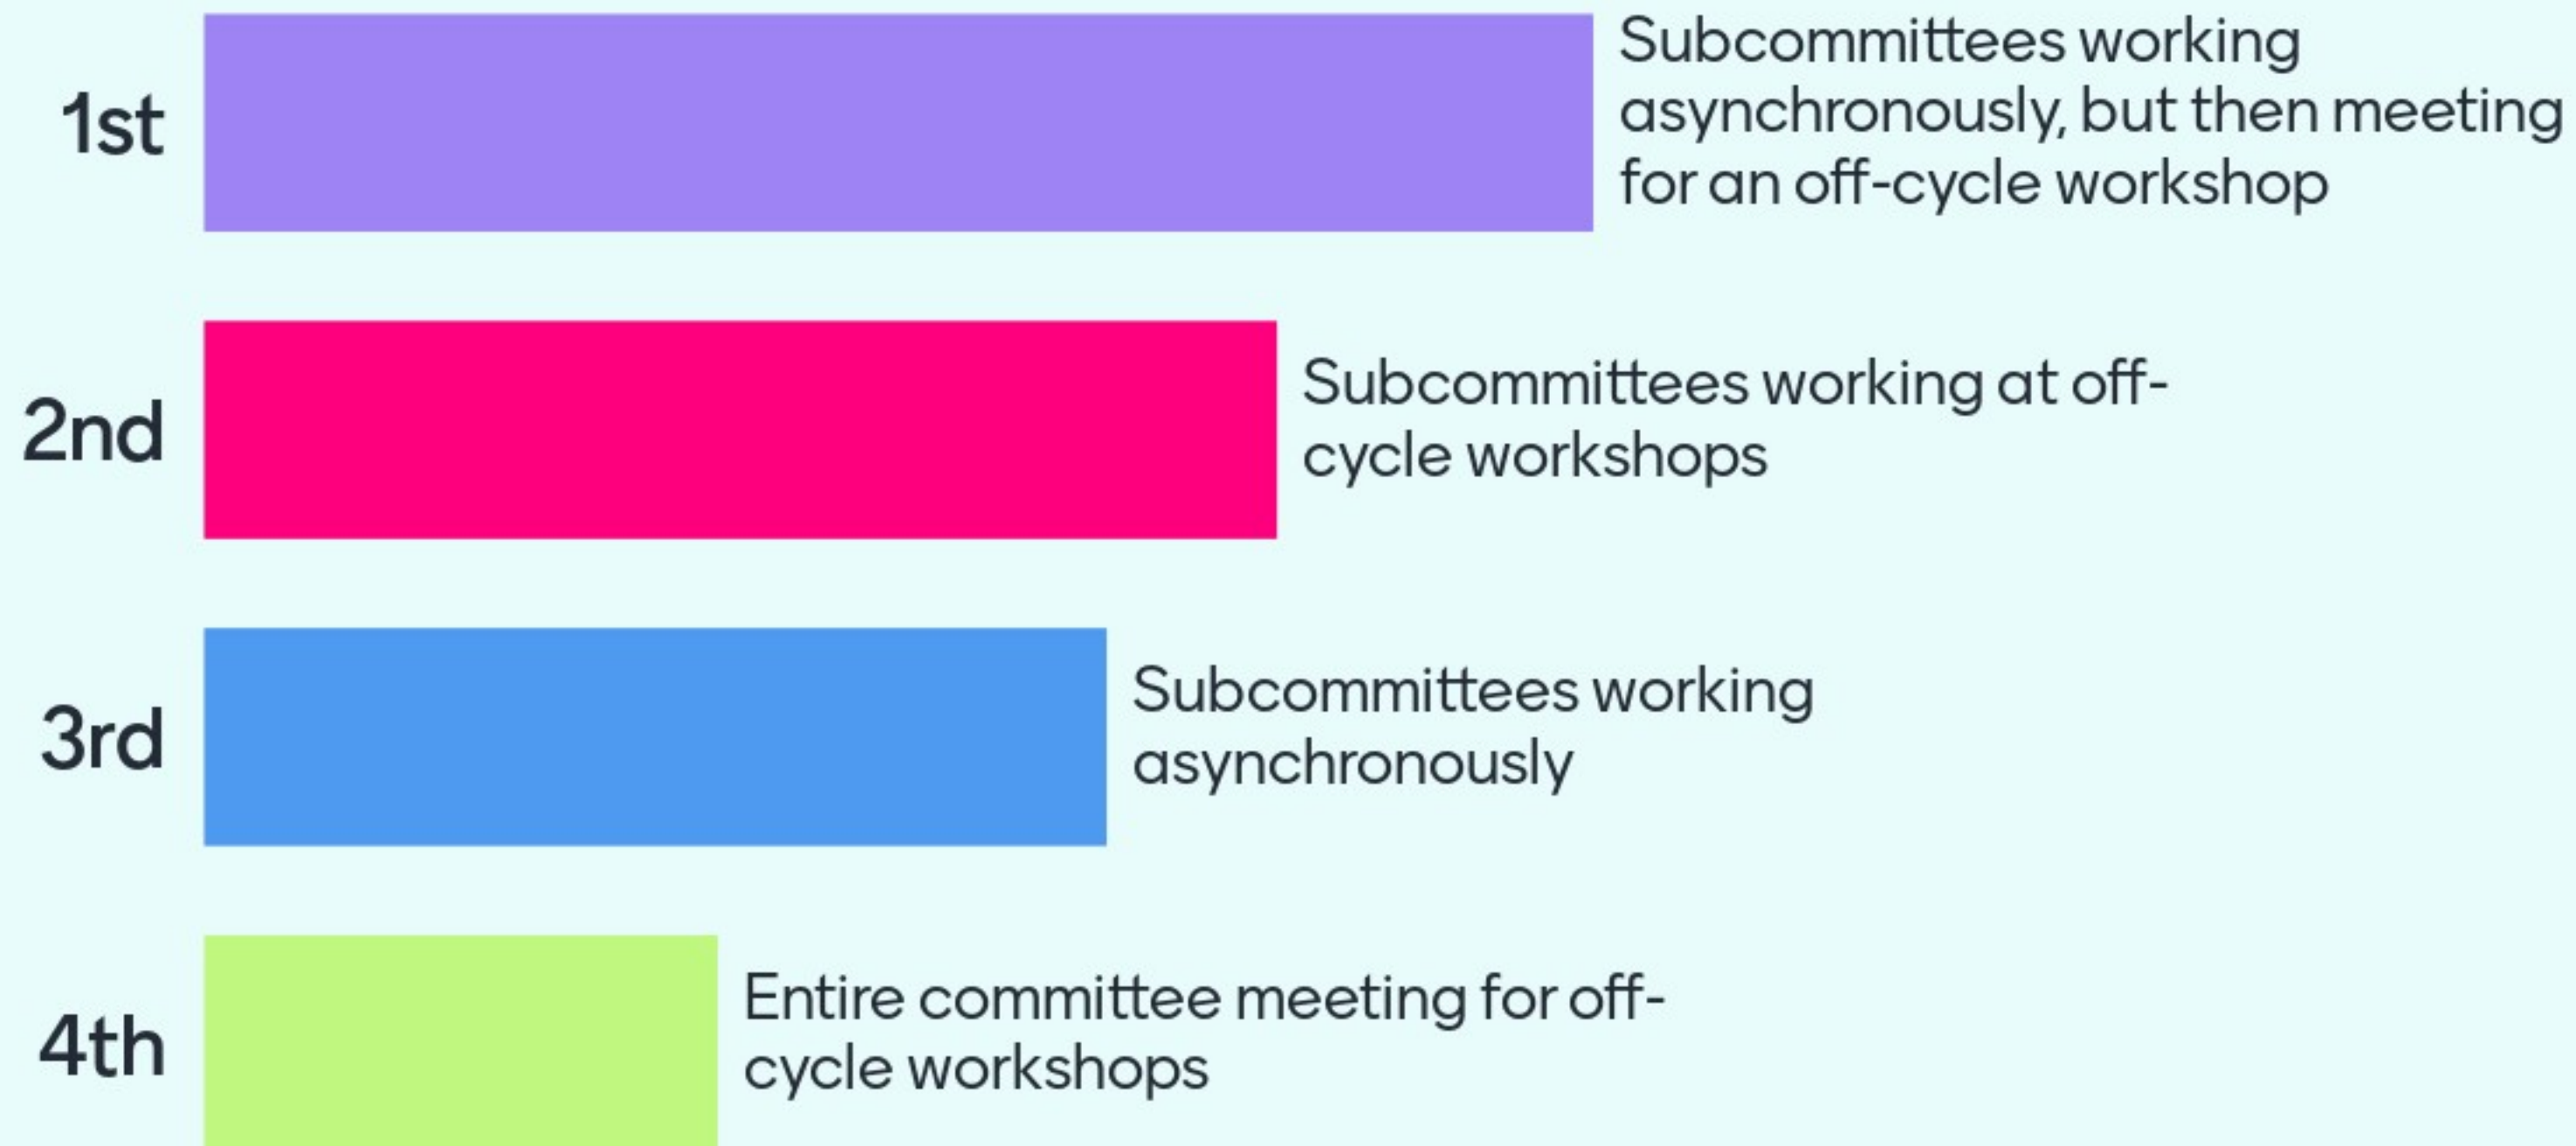 1st
Subcommittees working
asynchronously, but then meeting
for an off-cycle workshop
2nd
Subcommittees working at off-
cycle workshops
3rd
Subcommittees working
asynchronously
4th
Entire committee meeting for off-
cycle workshops